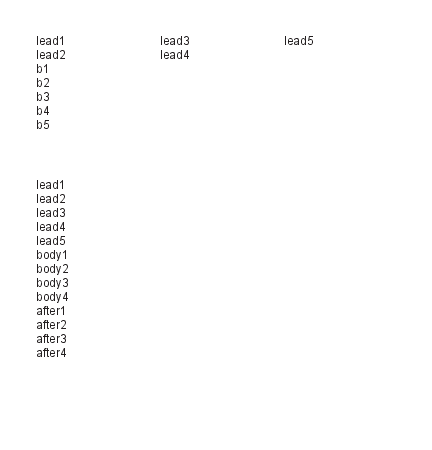 lead1 lead3 lead5
lead2 lead4
b1
b2
b3
b4
b5
lead1
lead2
lead3
lead4
lead5
body1
body2
body3
body4
after1
after2
after3
after4